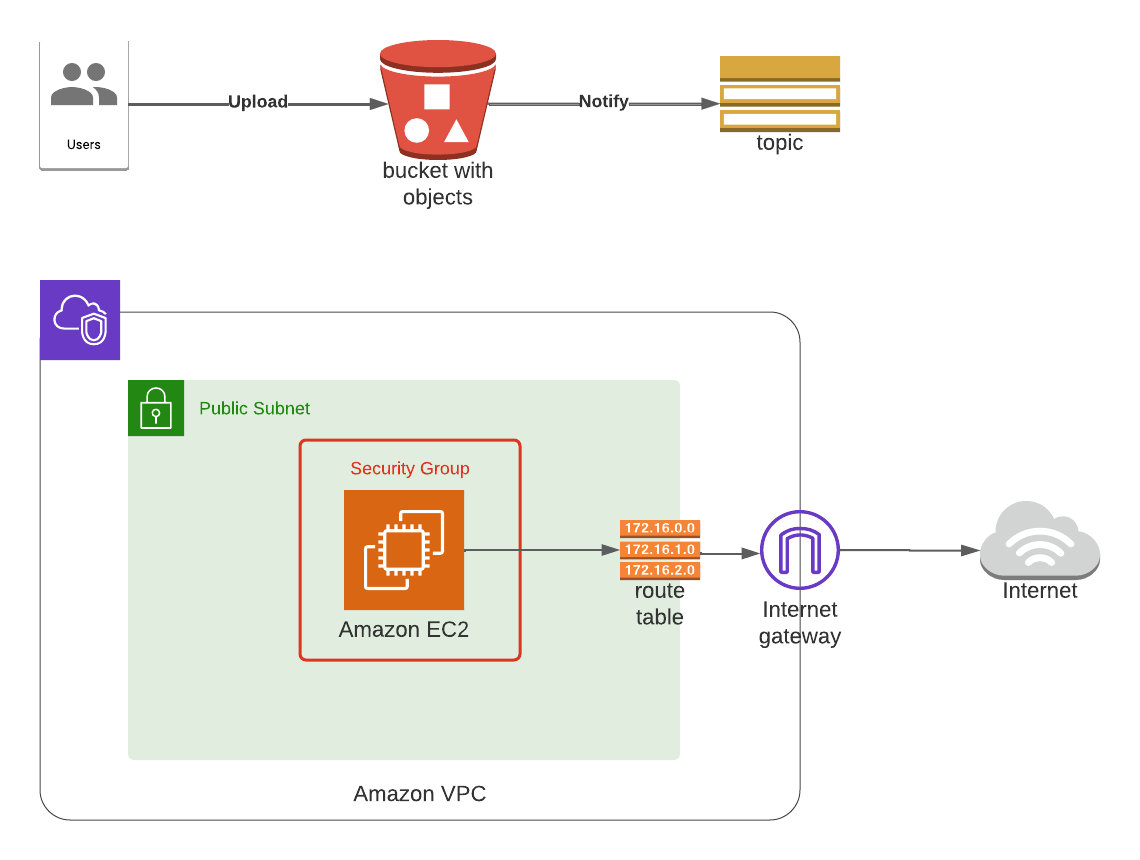 Users
Upload
Notify
bucket with
objects
topic
Public Subnet
Security Group
Amazon EC2
172.16.0.0
172.16.1.0
172.16.2.0
route
table
Internet
gateway
Internet
Amazon VPC